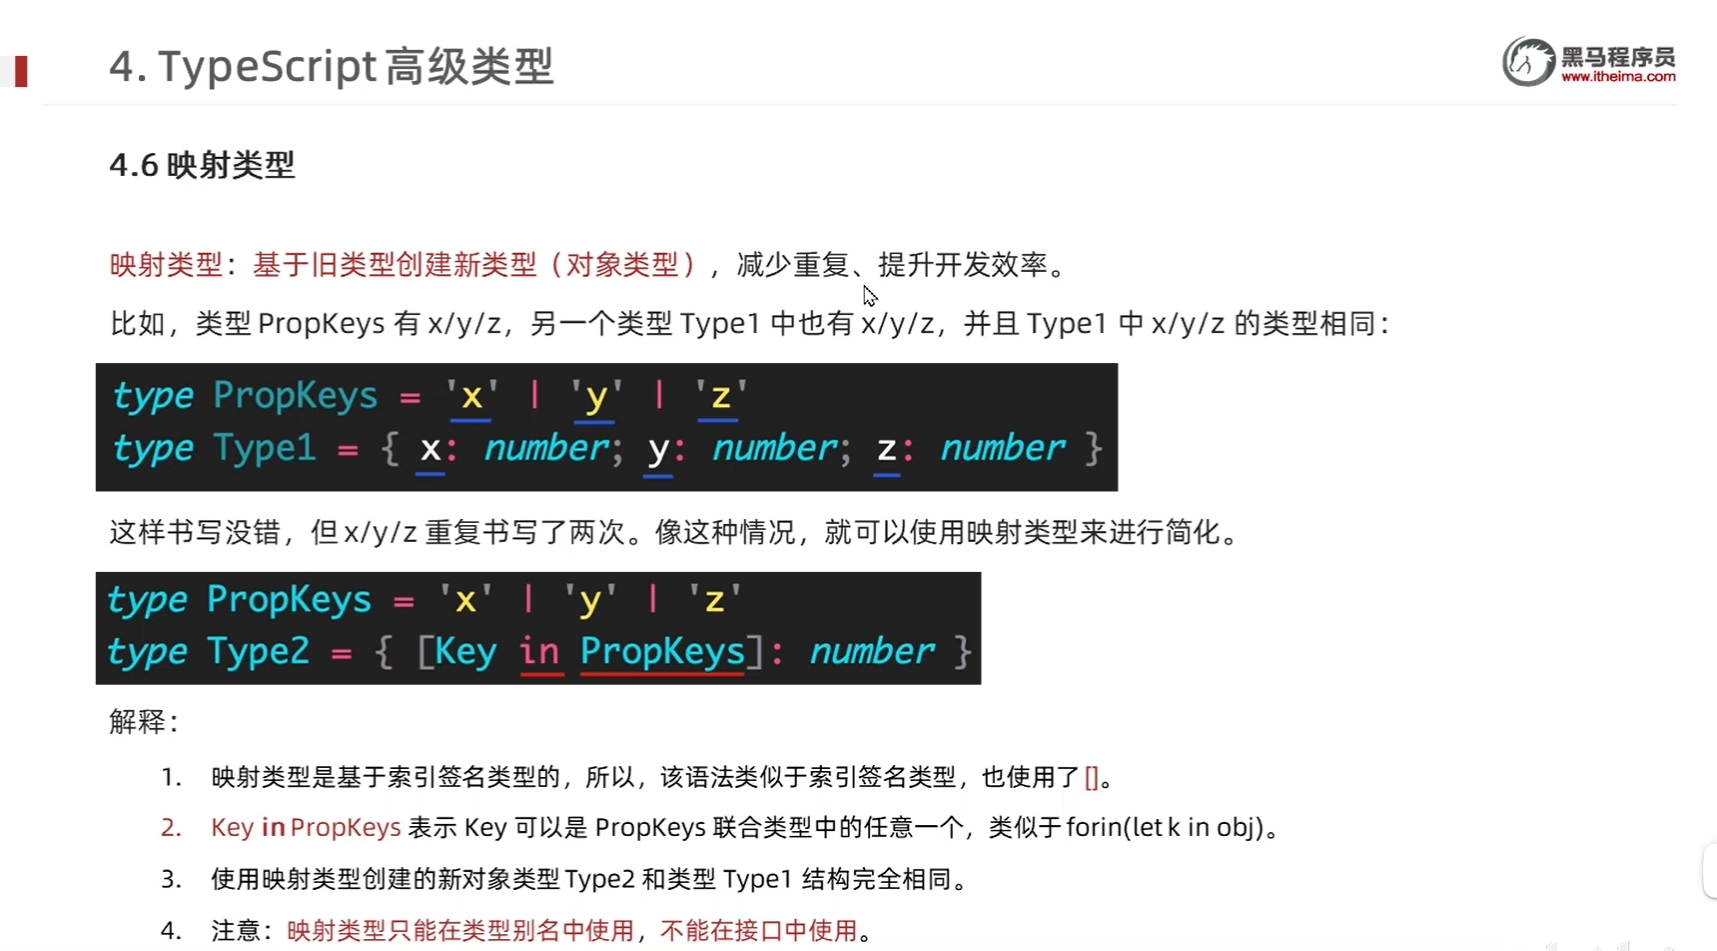 4. TypeScript高级类型
黑马程序员
www.itheima.com
4.6 映射类型
映射类型：基于旧类型创建新类型（对象类型），减少重复、提升开发效率。
比如，类型 PropKeys 有 x/y/z，另一个类型 Type1 中也有 x/y/z，并且 Type1 中 x/y/z 的类型相同：
type PropKeys = 'x' | 'y' | 'z'
type Type1 = { x: number; y: number; z: number }
这样书写没错，但 x/y/z 重复书写了两次。像这种情况，就可以使用映射类型来进行简化。
type PropKeys = 'x' | 'y' | 'z'
type Type2 = { [Key in PropKeys]: number }
解释：
1. 映射类型是基于索引签名类型的，所以，该语法类似于索引签名类型，也使用了 []。
2. Key in PropKeys 表示 Key 可以是 PropKeys 联合类型中的任意一个，类似于 forin(let k in obj)。
3. 使用映射类型创建的新对象类型 Type2 和类型 Type1 结构完全相同。
4. 注意：映射类型只能在类型别名中使用，不能在接口中使用。